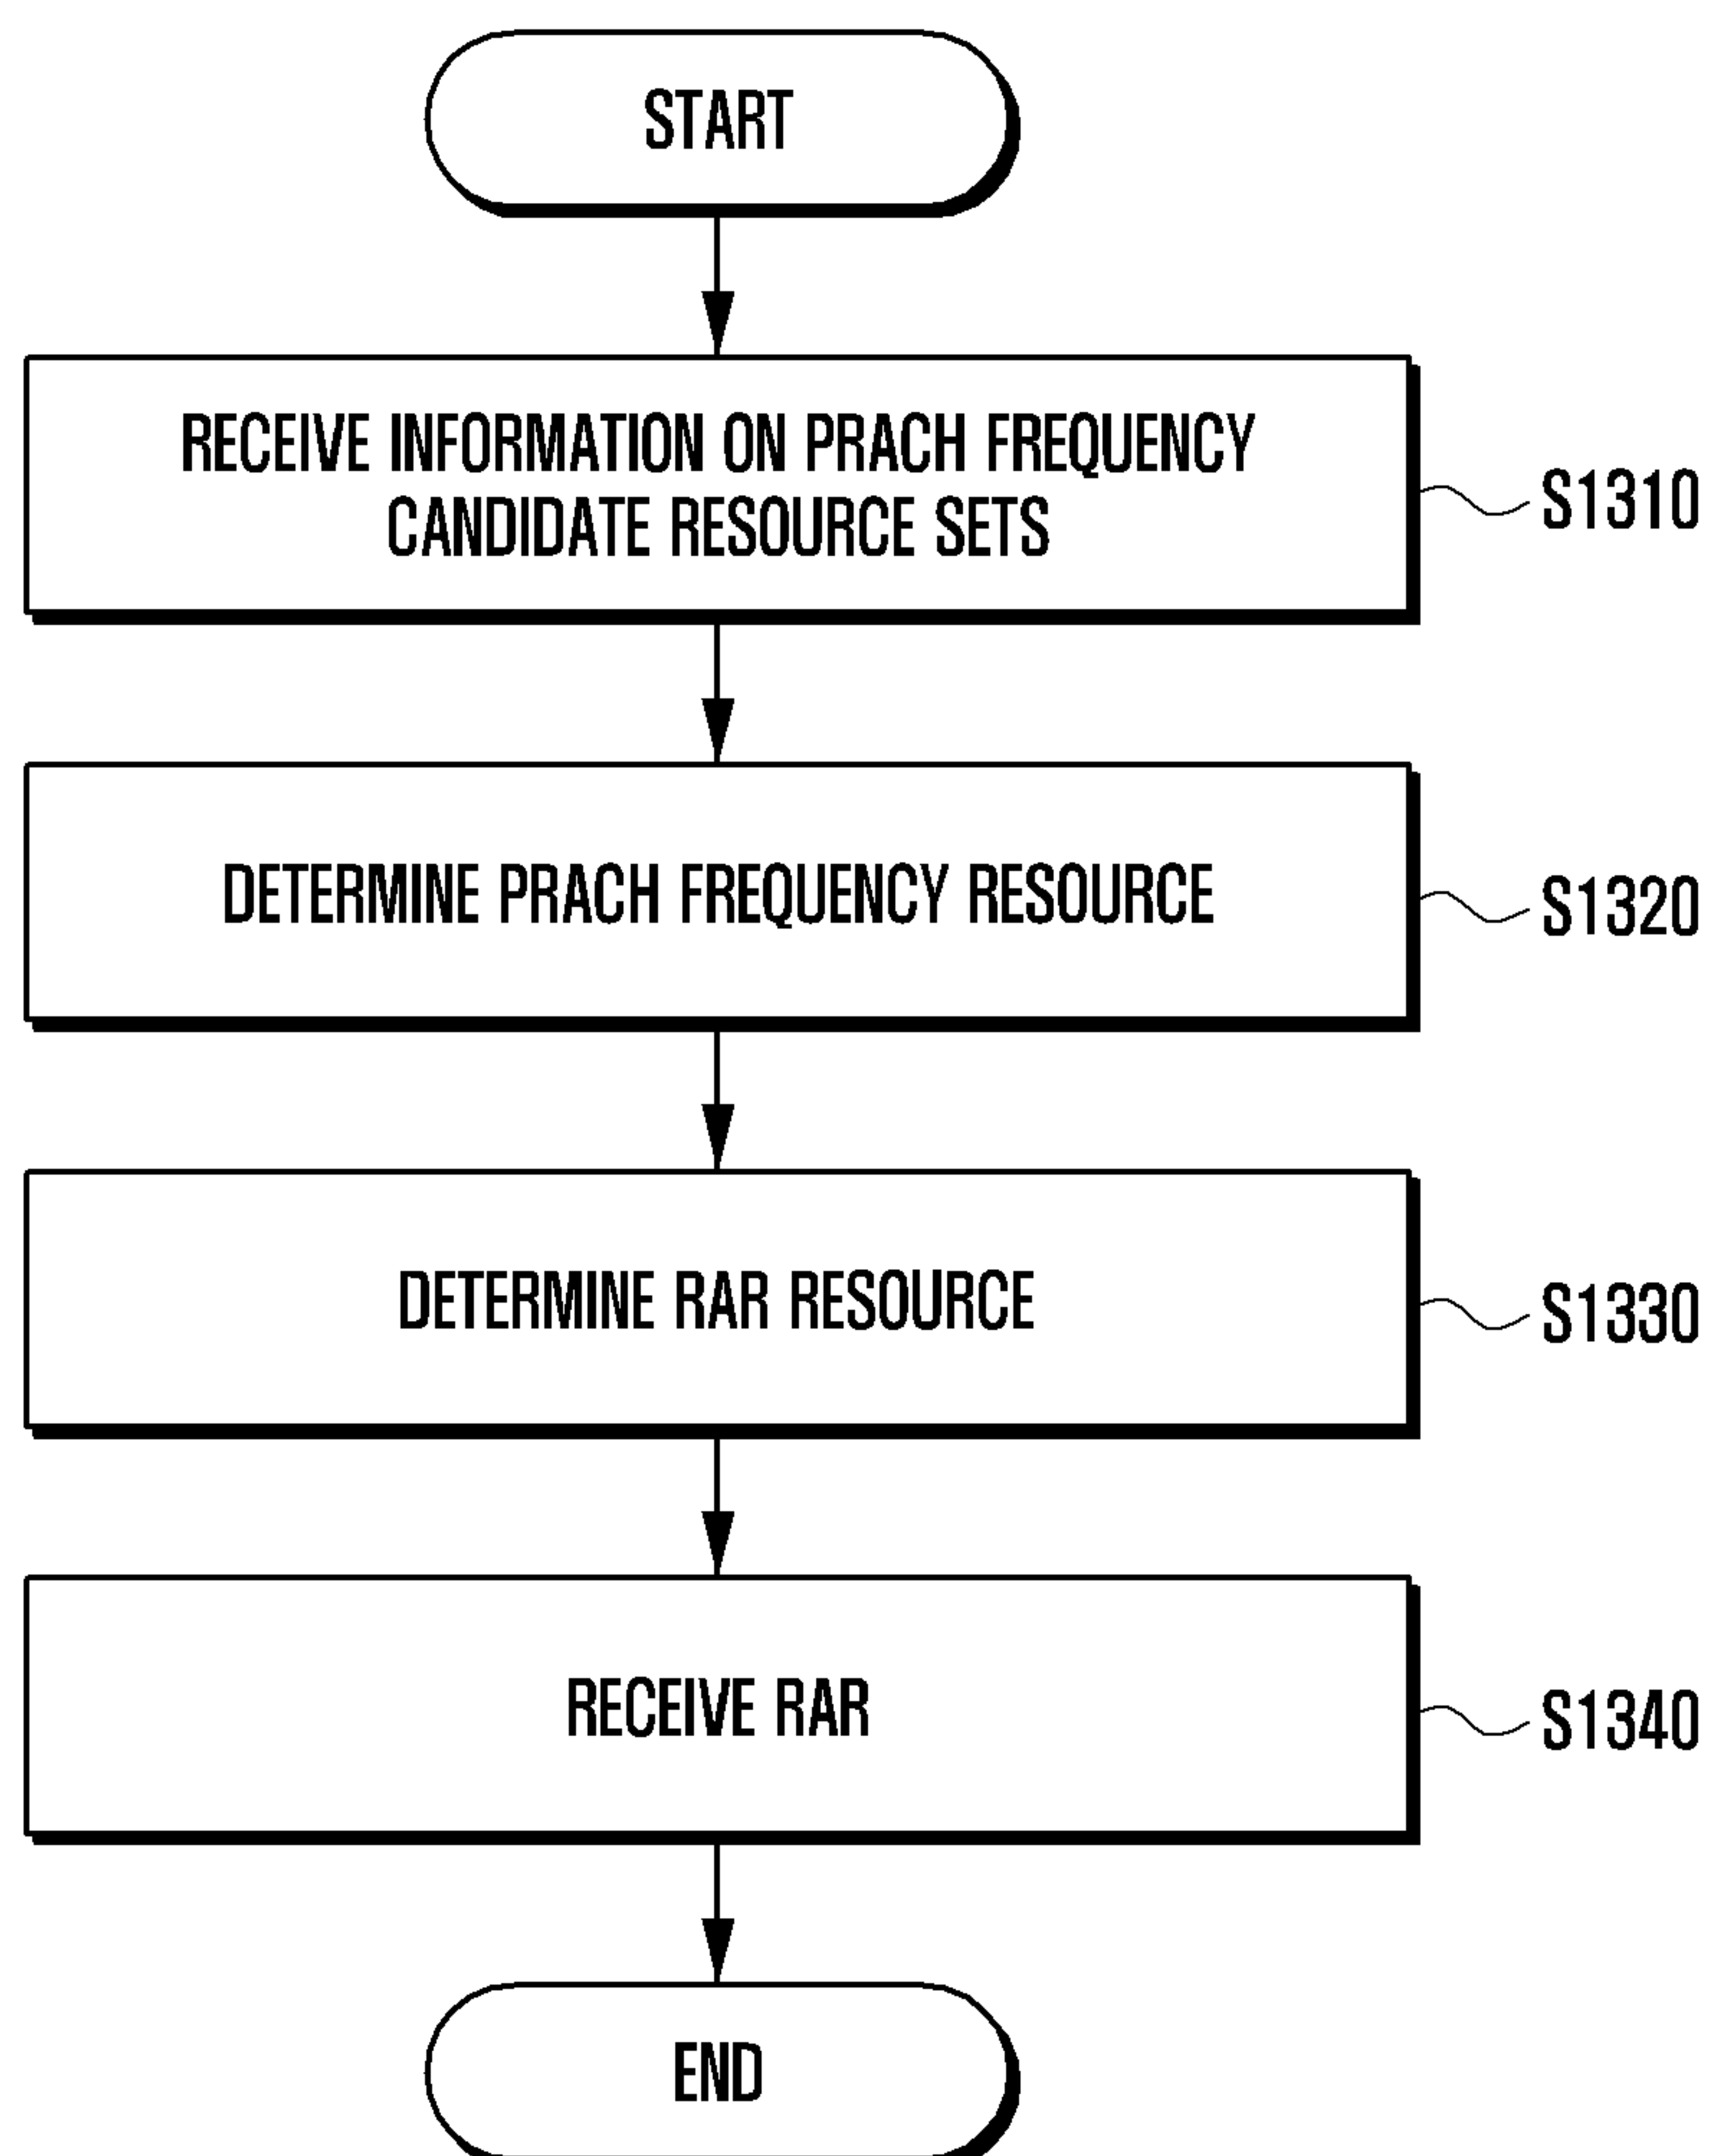 START
RECEIVE INFORMATION ON PRACH FREQUENCY
CANDIDATE RESOURCE SETS
S1310
DETERMINE PRACH FREQUENCY RESOURCE
S1320
DETERMINE RAR RESOURCE
S1330
RECEIVE RAR
S1340
END